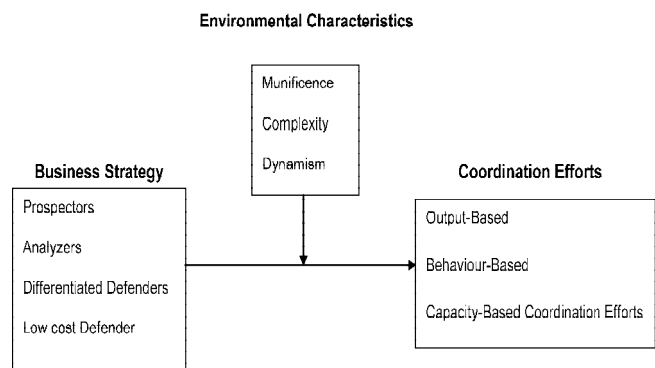 Environmental Characteristics
Munificence
Complexity
Dynamism
Business Strategy
Prospectors
Analyzers
Differentiated Defenders
Low cost Defender
Coordination Efforts
Output-Based
Behaviour-Based
Capacity-Based Coordination Efforts